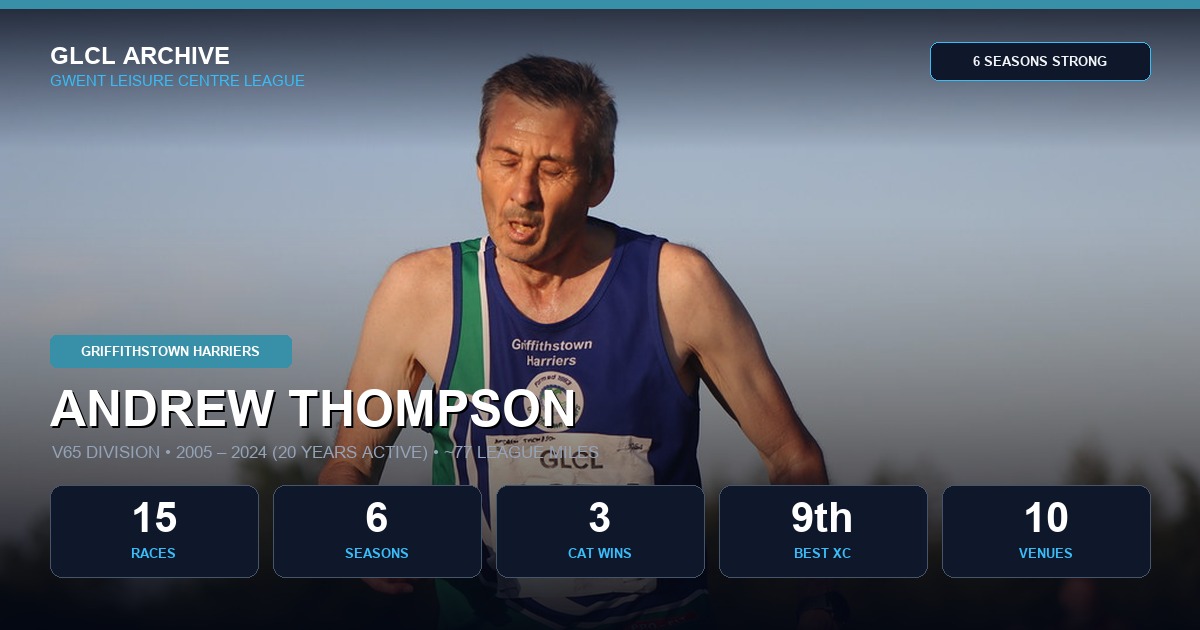 GLCL ARCHIVE
GWENT LEISURE CENTRE LEAGUE
6 SEASONS STRONG
Griffithstown
Harriers
GRIFFITHSTOWN HARRIERS
ANDREW THOMPSON
V65 DIVISION • 2005 – 2024 (20 YEARS ACTIVE) • ~77 LEAGUE MILES
ANDREW THOMPSON
GLCL
15
RACES
6
SEASONS
3
CAT WINS
9th
BEST XC
10
VENUES